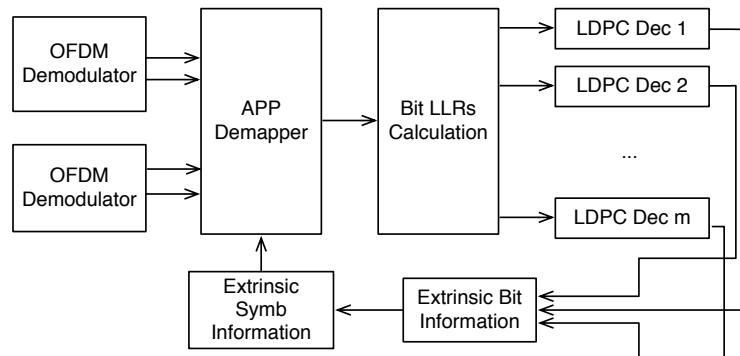 OFDM
Demodulator
OFDM
Demodulator
APP
Demapper
Bit LLRs
Calculation
LDPC Dec 1
LDPC Dec 2
...
LDPC Dec m
Extrinsic
Symb
Information
Extrinsic Bit
Information